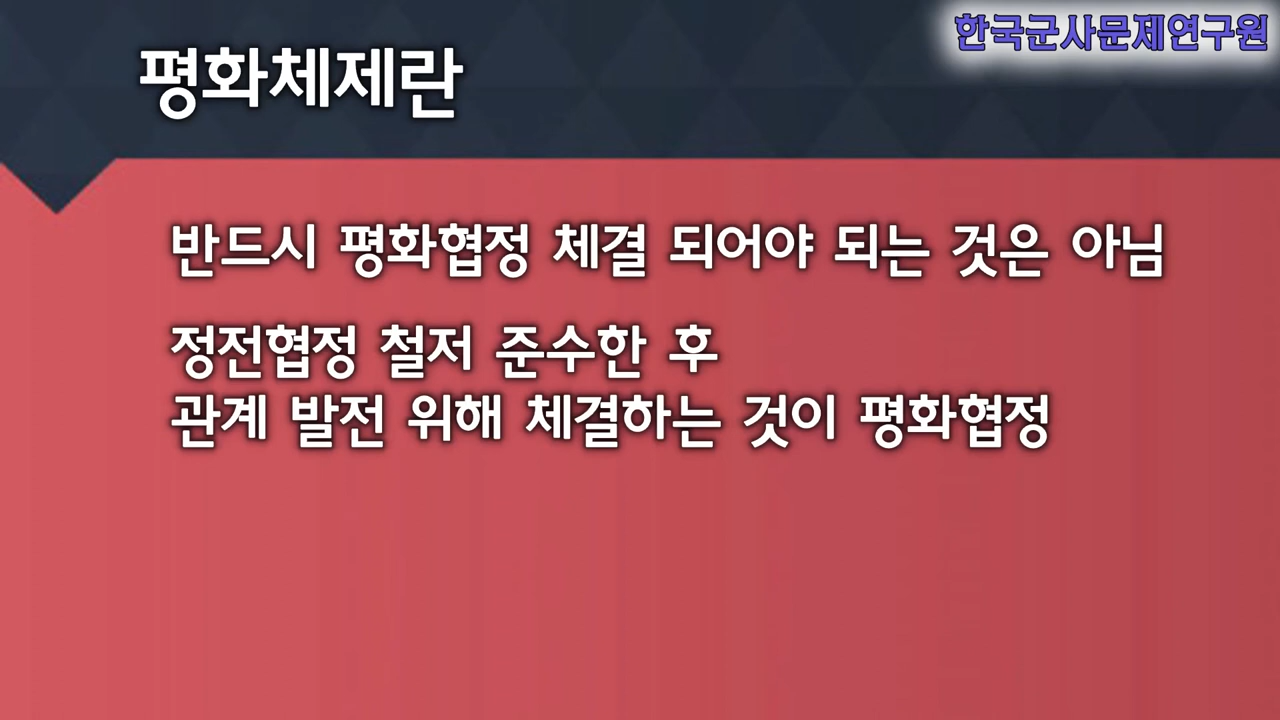 한국군사문제연구원
평화체제란
반드시 평화협정 체결 되어야 되는 것은 아님
정전협정 철저 준수한 후
관계 발전 위해 체결하는 것이 평화협정